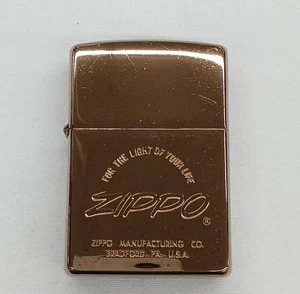 FOR THE LIGHT OF YOUR LIFE
ZIPPO®
ZIPPO MANUFACTURING CO.
BRADFORD. PA. U.S.A.